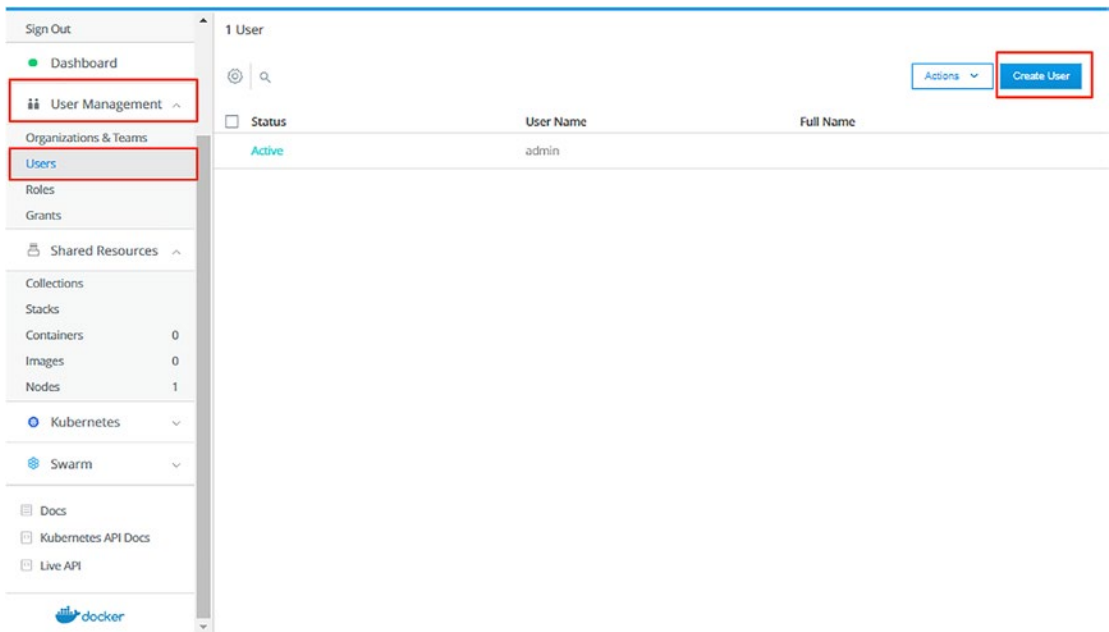 Sign Out
Dashboard
User Management
Organizations & Teams
Users
Roles
Grants
Shared Resources
Collections
Stacks
Containers 0
Images 0
Nodes 1
Kubernetes
Swarm
Docs
Kubernetes API Docs
Live API
docker
1 User
Actions Create User
Status User Name Full Name
Active admin